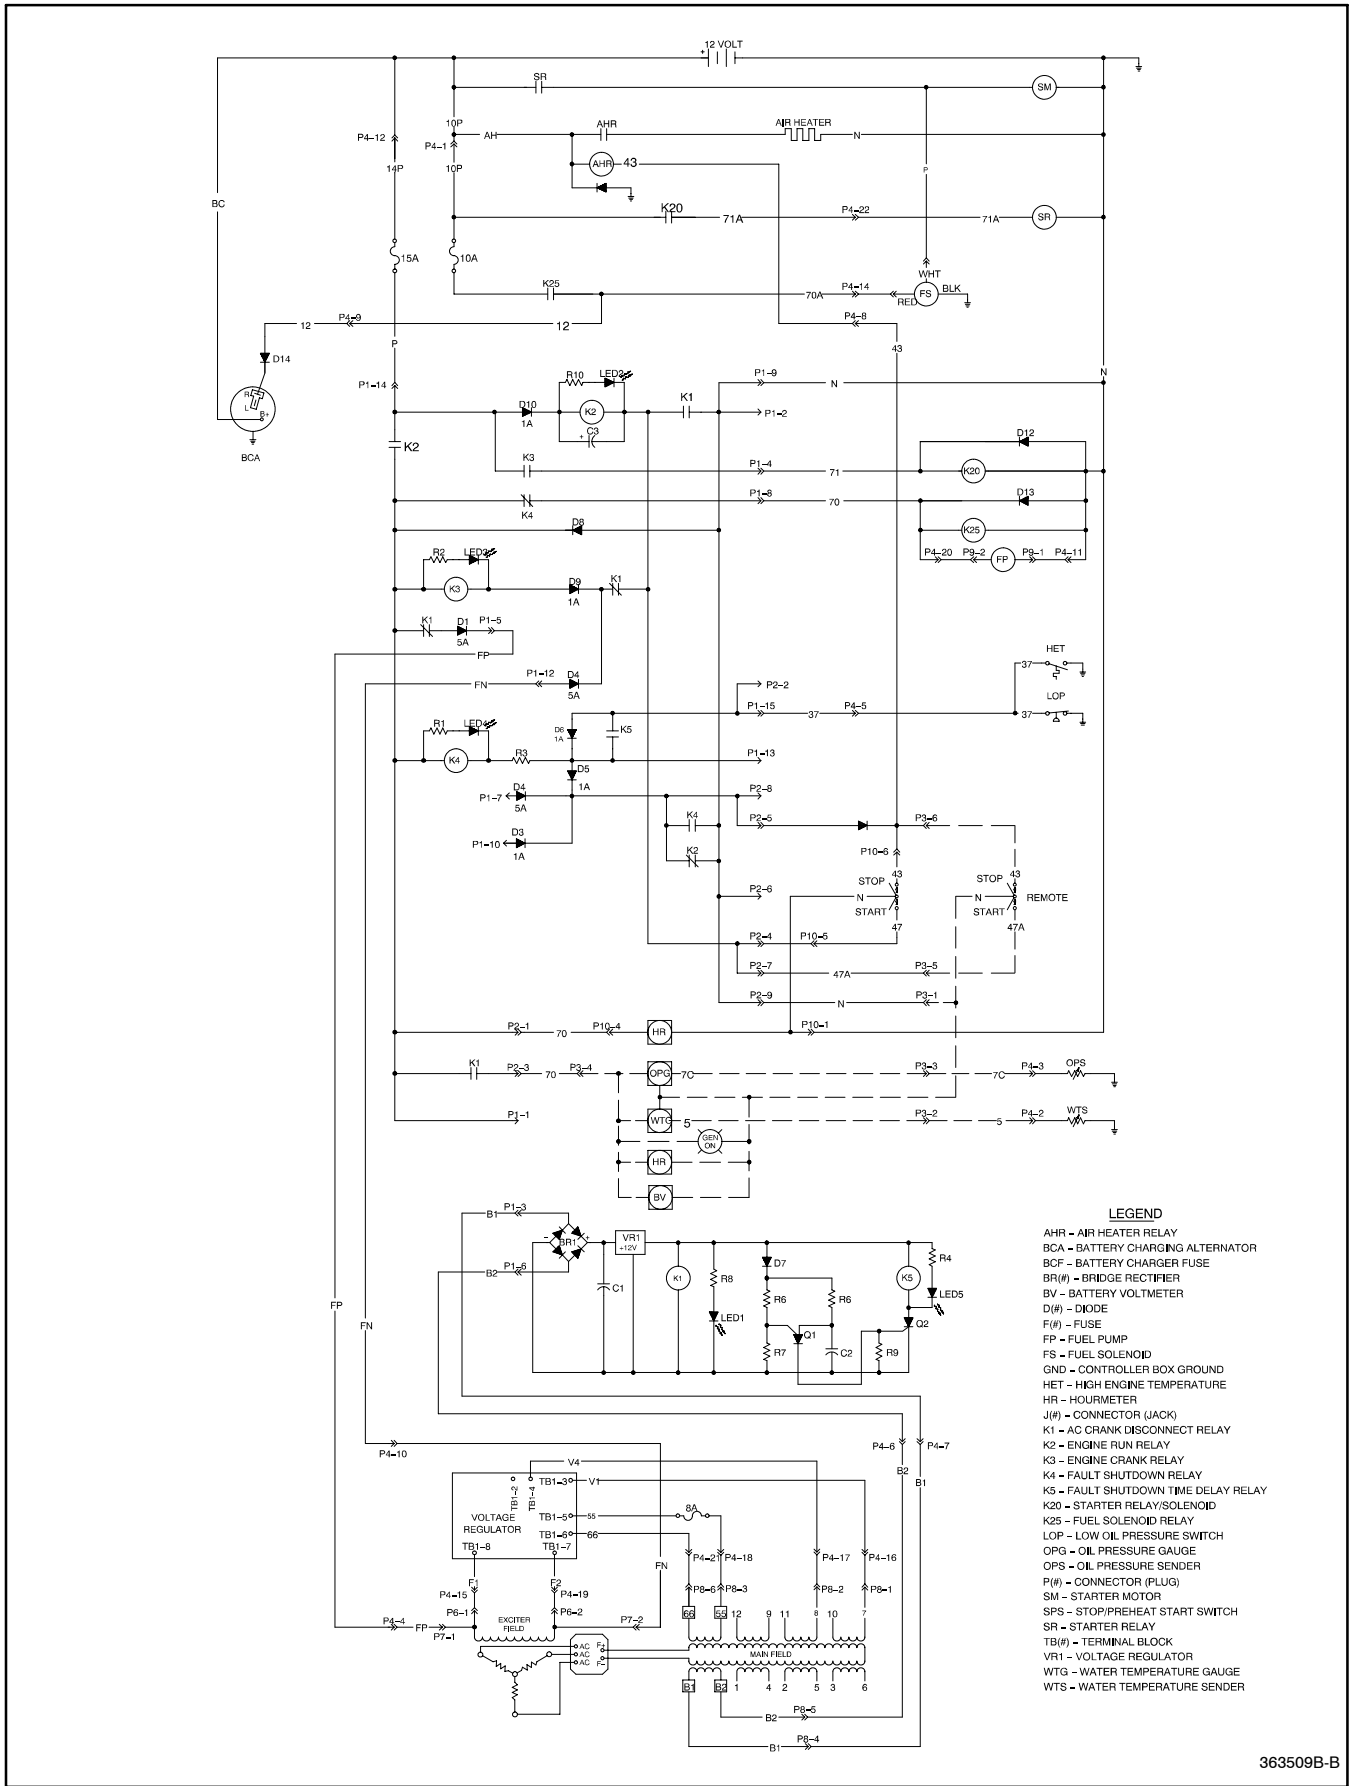 12 VOLT
+
SR
SM
10P
AH
AHR
AIR HEATER
N
P4-12
P4-1
14P
10P
AHR
43
P
BC
K20
71A
P4-22
71A
SR
15A
10A
WHT
K25
70A
P4-14
RED
FS
BLK
12
P4-9
12
P4-8
43
D14
P
R
L
B+
BCA
P1-14
R10
LED2
P1-9
N
N
D10
1A
K2
C3
+
K1
P1-2
K2
D12
K3
P1-4
71
K20
K4
P1-8
70
D13
D8
K25
P4-20
P9-2
FP
P9-1
P4-11
R2
LED3
K3
D9
1A
K1
K1
D1
5A
P1-5
FP
HET
37
FN
P1-12
D4
5A
P2-2
LOP
P1-15
37
P4-5
37
R1
LED4
K4
R3
D6
1A
K5
P1-13
D5
1A
P1-7
D4
5A
P2-8
P1-10
D3
1A
K4
P2-5
P3-6
P10-6
K2
STOP
43
STOP
43
P2-6
N
N
REMOTE
START
47
START
47A
P2-4
P10-5
P2-7
47A
P3-5
P2-9
N
P3-1
P2-1
70
P10-4
HR
P10-1
K1
P2-3
70
P3-4
OPG
7C
P3-3
7C
P4-3
OPS
P1-1
WTG
5
P3-2
5
P4-2
WTS
GEN
ON
HR
BV
B1
P1-3
- BR1 +
VR1
+12V
B2
P1-6
C1
K1
R8
LED1
D7
R6
R6
R7
Q1
C2
K5
R4
LED5
Q2
R9
FP
FN
LEGEND
AHR - AIR HEATER RELAY
BCA - BATTERY CHARGING ALTERNATOR
BCF - BATTERY CHARGER FUSE
BR(#) - BRIDGE RECTIFIER
BV - BATTERY VOLTMETER
D(#) - DIODE
F(#) - FUSE
FP - FUEL PUMP
FS - FUEL SOLENOID
GND - CONTROLLER BOX GROUND
HET - HIGH ENGINE TEMPERATURE
HR - HOURMETER
J(#) - CONNECTOR (JACK)
K1 - AC CRANK DISCONNECT RELAY
K2 - ENGINE RUN RELAY
K3 - ENGINE CRANK RELAY
K4 - FAULT SHUTDOWN RELAY
K5 - FAULT SHUTDOWN TIME DELAY RELAY
K20 - STARTER RELAY/SOLENOID
K25 - FUEL SOLENOID RELAY
LOP - LOW OIL PRESSURE SWITCH
OPG - OIL PRESSURE GAUGE
OPS - OIL PRESSURE SENDER
P(#) - CONNECTOR (PLUG)
SM - STARTER MOTOR
SPS - STOP/PREHEAT START SWITCH
SR - STARTER RELAY
TB(#) - TERMINAL BLOCK
VR1 - VOLTAGE REGULATOR
WTG - WATER TEMPERATURE GAUGE
WTS - WATER TEMPERATURE SENDER
P4-10
P4-6
P4-7
B2
B1
V4
TB1-2
TB1-4
TB1-3
V1
VOLTAGE
REGULATOR
TB1-5
55
8A
TB1-6
66
TB1-8
TB1-7
P4-21
P4-18
P4-17
P4-16
FN
F1
F2
P4-15
P4-19
P8-6
P8-3
P8-2
P8-1
P6-1
P6-2
P4-4
FP
P7-1
EXCITER
FIELD
P7-2
66
55
12
9
11
8
10
7
AC
AC
AC
F+
F-
MAIN FIELD
B1
B2
1
4
2
5
3
6
B2
P8-5
B1
P8-4
363509B-B